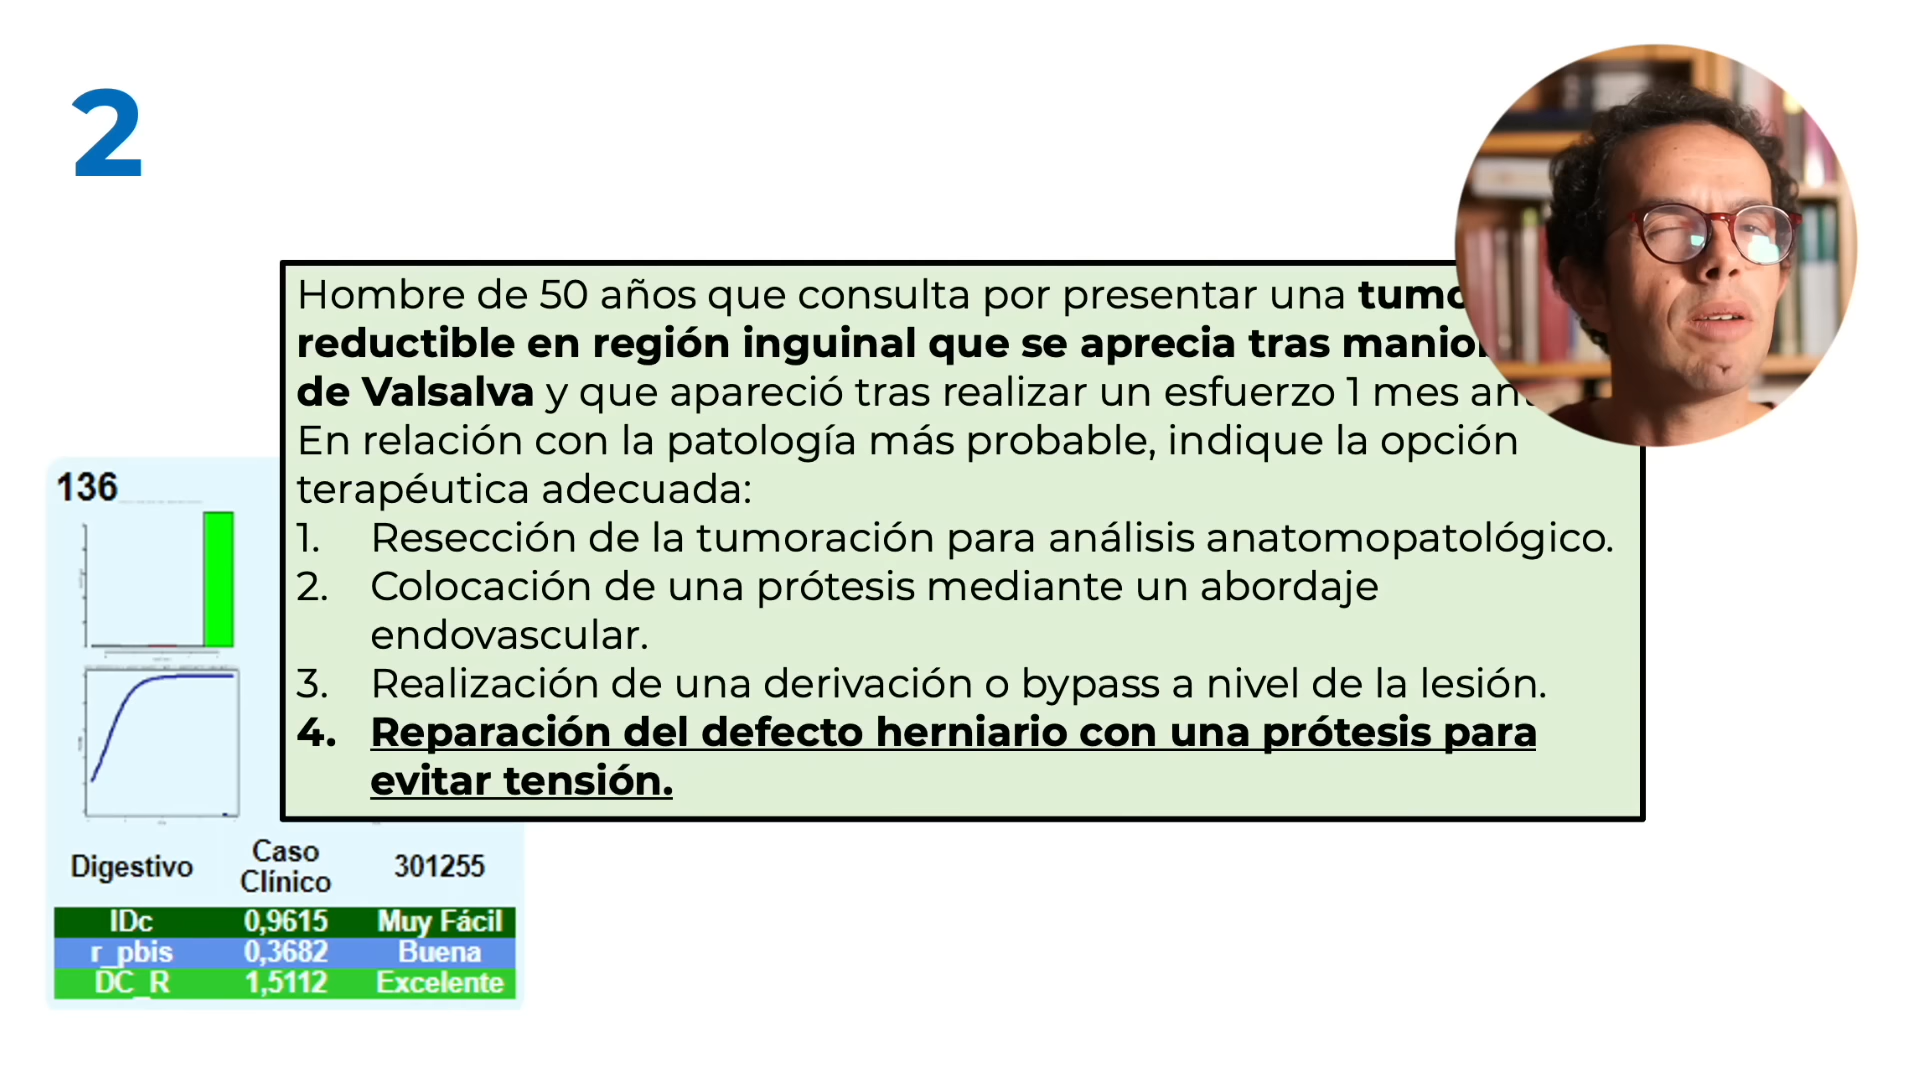 2
Hombre de 50 años que consulta por presentar una
reductible en región inguinal que se aprecia tras
de Valsalva y que apareció tras realizar un esfuerzo 1 mes
En relación con la patología más probable, indique la opción
terapéutica adecuada:
1. Resección de la tumoración para análisis anatomopatológico.
2. Colocación de una prótesis mediante un abordaje
endovascular.
3. Realización de una derivación o bypass a nivel de la lesión.
4. Reparación del defecto herniario con una prótesis para
evitar tensión.
136
Digestivo Caso Clínico 301255
IDc 0,9615 Muy Fácil
r_pbis 0,3682 Buena
DC_R 1,5112 Excelente